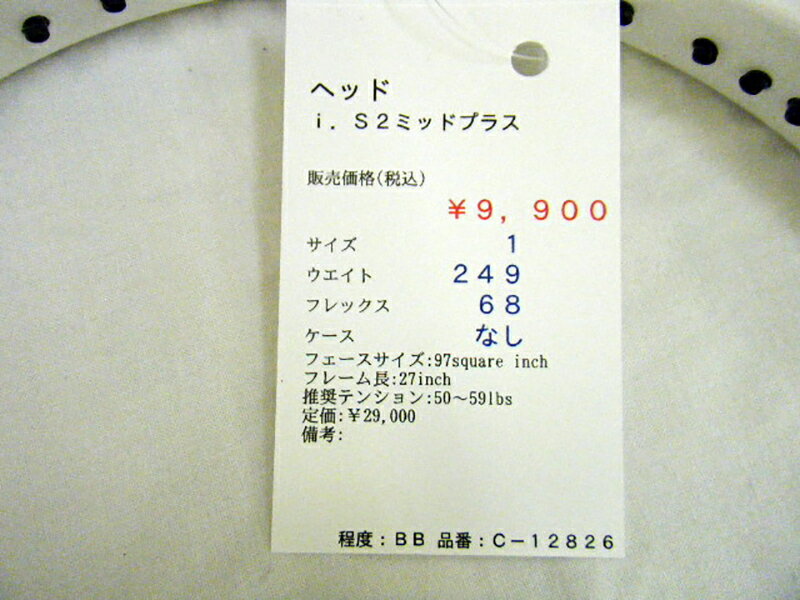 ヘッド
ｉ．Ｓ２ミッドプラス
販売価格(税込)
￥９，９００
サイズ １
ウエイト ２４９
フレックス ６８
ケース なし
フェースサイズ:97square inch
フレーム長:27inch
推奨テンション:50～59lbs
定価:￥29,000
備考:
程度：ＢＢ 品番：Ｃ－１２８２６